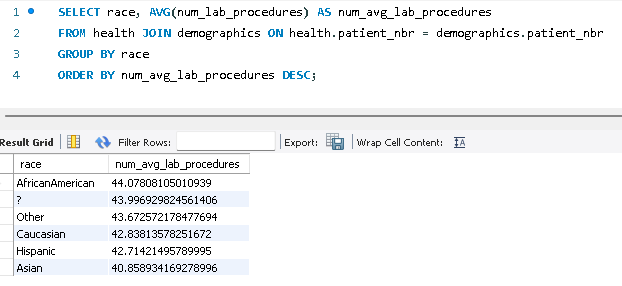 1 SELECT race, AVG(num_lab_procedures) AS num_avg_lab_procedures
2 FROM health JOIN demographics ON health.patient_nbr = demographics.patient_nbr
3 GROUP BY race
4 ORDER BY num_avg_lab_procedures DESC;
Result Grid Filter Rows: Export: Wrap Cell Content: IA
race num_avg_lab_procedures
AfricanAmerican 44.07808105010939
? 43.996929824561406
Other 43.672572178477694
Caucasian 42.83813578251672
Hispanic 42.71421495789995
Asian 40.858934169278996